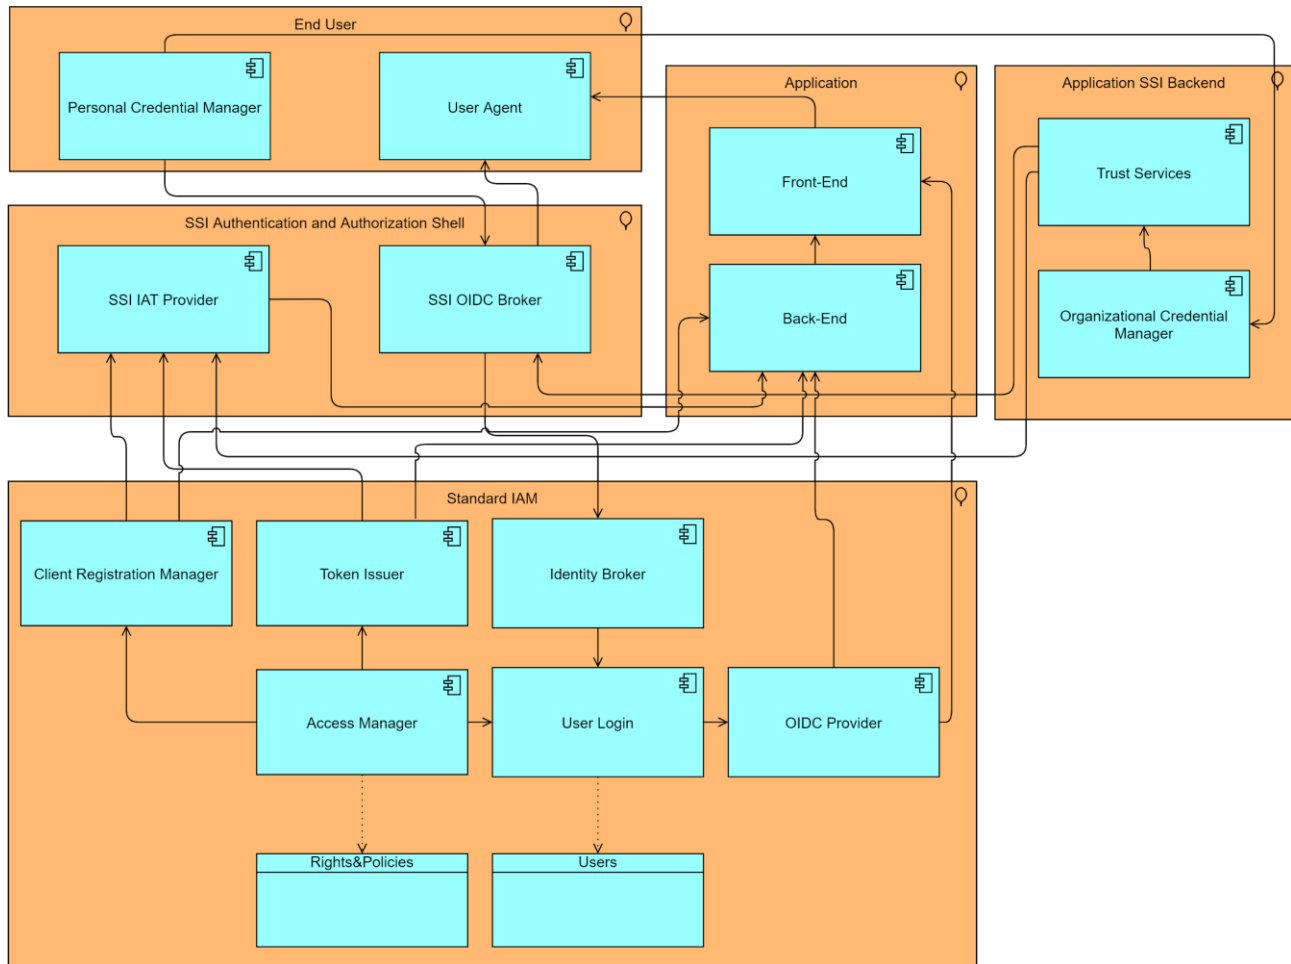 End User
Personal Credential Manager
User Agent
Application
Front-End
Back-End
Application SSI Backend
Trust Services
Organizational Credential
Manager
SSI Authentication and Authorization Shell
SSI IAT Provider
SSI OIDC Broker
Standard IAM
Client Registration Manager
Token Issuer
Identity Broker
Access Manager
User Login
OIDC Provider
Rights&Policies
Users